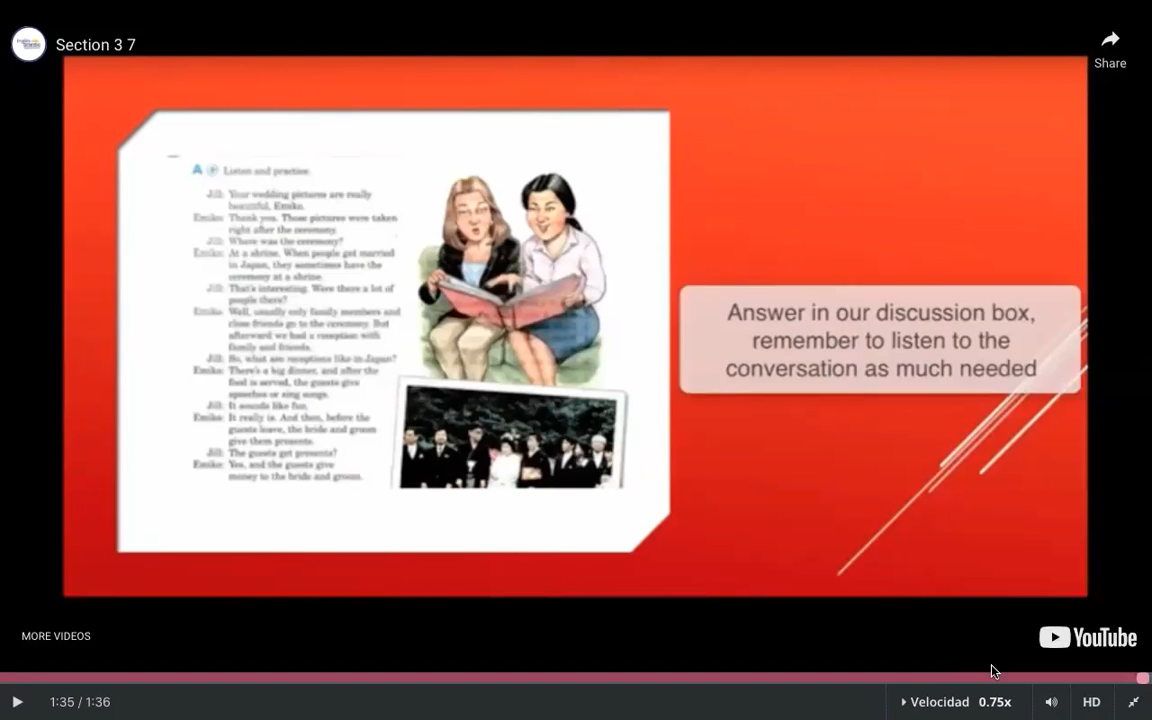 Section 3 7
Share
A Listen and practice.
Jill: Your wedding pictures are really
beautiful, Emiko.
Emiko: Thank you. Those pictures were taken
right after the ceremony.
Jill: Where was the ceremony?
Emiko: At a shrine. When people get married
in Japan, they sometimes have the
ceremony at a shrine.
Jill: That's interesting. Were there a lot of
people there?
Emiko: Well, usually only family members and
close friends go to the ceremony. But
afterward we had a reception with
family and friends.
Jill: So, what are receptions like in Japan?
Emiko: There's a big dinner, and after the
food is served, the guests give
speeches or sing songs.
Jill: It sounds like fun.
Emiko: It really is. And then, before the
guests leave, the bride and groom
give them presents.
Jill: The guests get presents?
Emiko: Yes, and the guests give
money to the bride and groom.
Answer in our discussion box,
remember to listen to the
conversation as much needed
MORE VIDEOS
YouTube
1:35 / 1:36
Velocidad 0.75x
HD